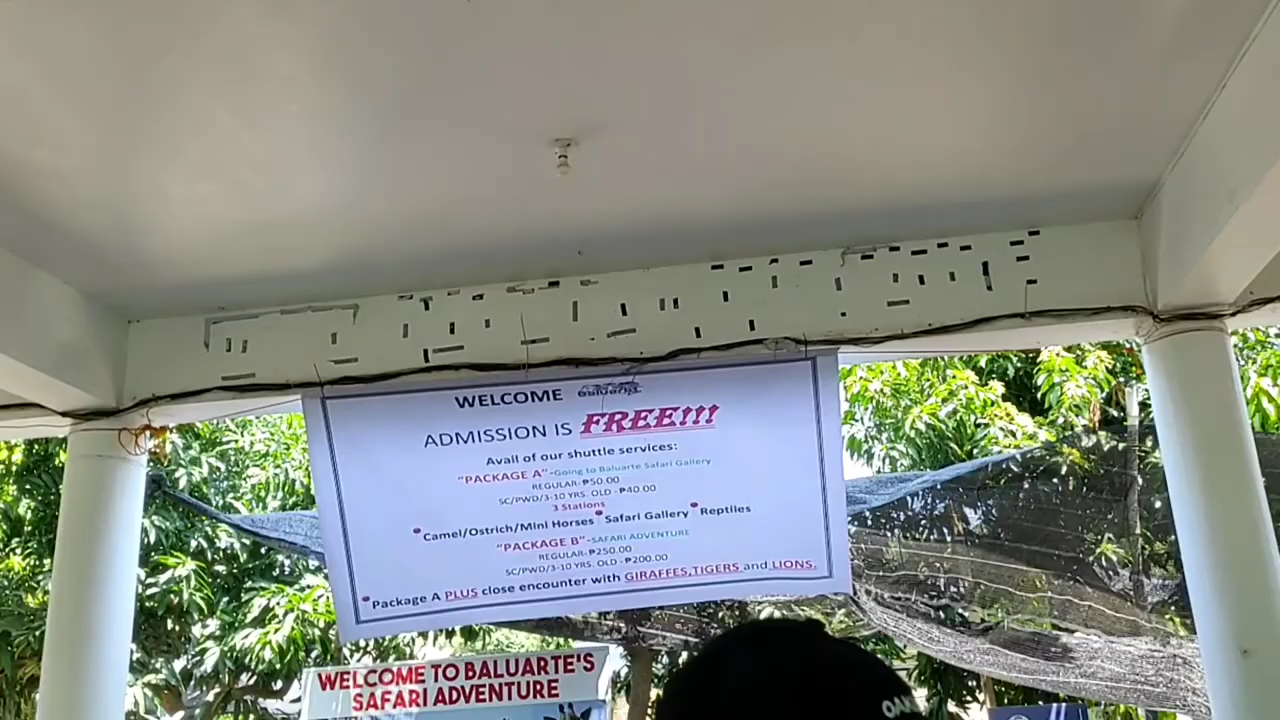 WELCOME baluarte
ADMISSION IS FREE!!!
Avail of our shuttle services:
"PACKAGE A"-Going to Baluarte Safari Gallery
REGULAR-₱50.00
SC/PWD/3-10 YRS. OLD-₱40.00
3 Stations
Camel/Ostrich/Mini Horses Safari Gallery Reptiles
"PACKAGE B"-SAFARI ADVENTURE
REGULAR-₱250.00
SC/PWD/3-10 YRS. OLD-₱200.00
Package A PLUS close encounter with GIRAFFES,TIGERS and LIONS.
WELCOME TO BALUARTE'S
SAFARI ADVENTURE